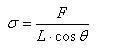 σ = F / (L · cos θ)